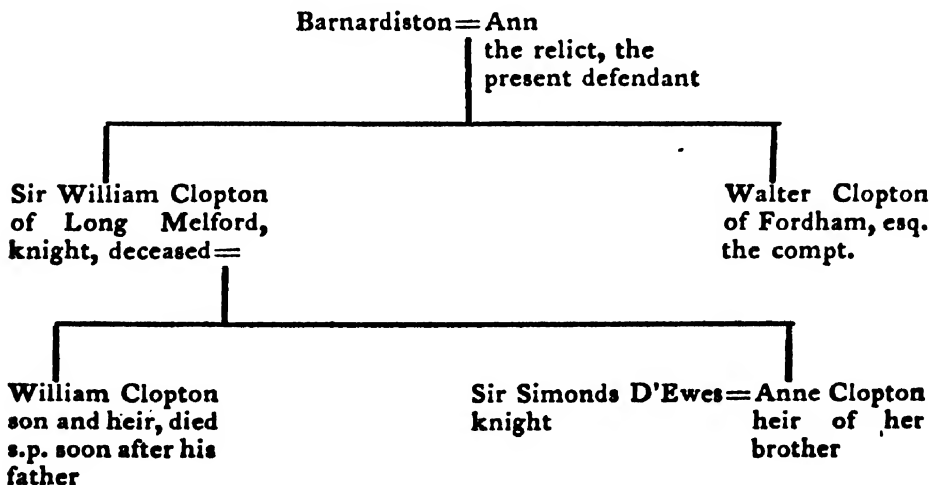 Barnardiston = Ann
the relict, the
present defendant
Sir William Clopton
of Long Melford,
knight, deceased =
Walter Clopton
of Fordham, esq.
the compt.
William Clopton
son and heir, died
s.p. soon after his
father
Sir Simonds D'Ewes = Anne Clopton
knight
heir of her
brother